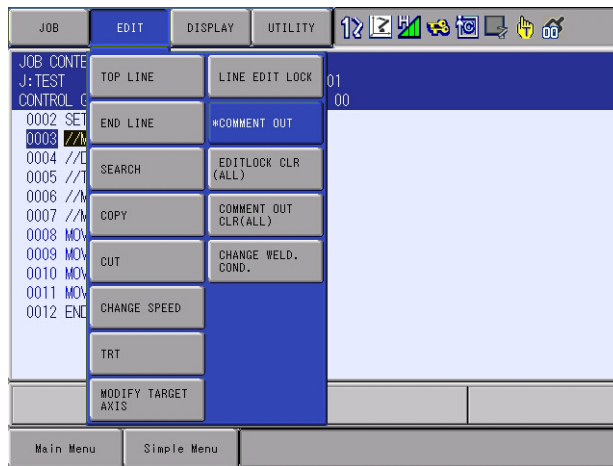 JOB EDIT DISPLAY UTILITY
JOB CONTE
J:TEST 01
CONTROL G 00
TOP LINE LINE EDIT LOCK
END LINE *COMMENT OUT
SEARCH EDITLOCK CLR
(ALL)
COPY COMMENT OUT
CLR(ALL)
CUT CHANGE WELD.
COND.
CHANGE SPEED
TRT
MODIFY TARGET
AXIS
0002 SET
0003 //M
0004 //D
0005 //T
0006 //M
0007 //M
0008 MOV
0009 MOV
0010 MOV
0011 MOV
0012 END
Main Menu Simple Menu